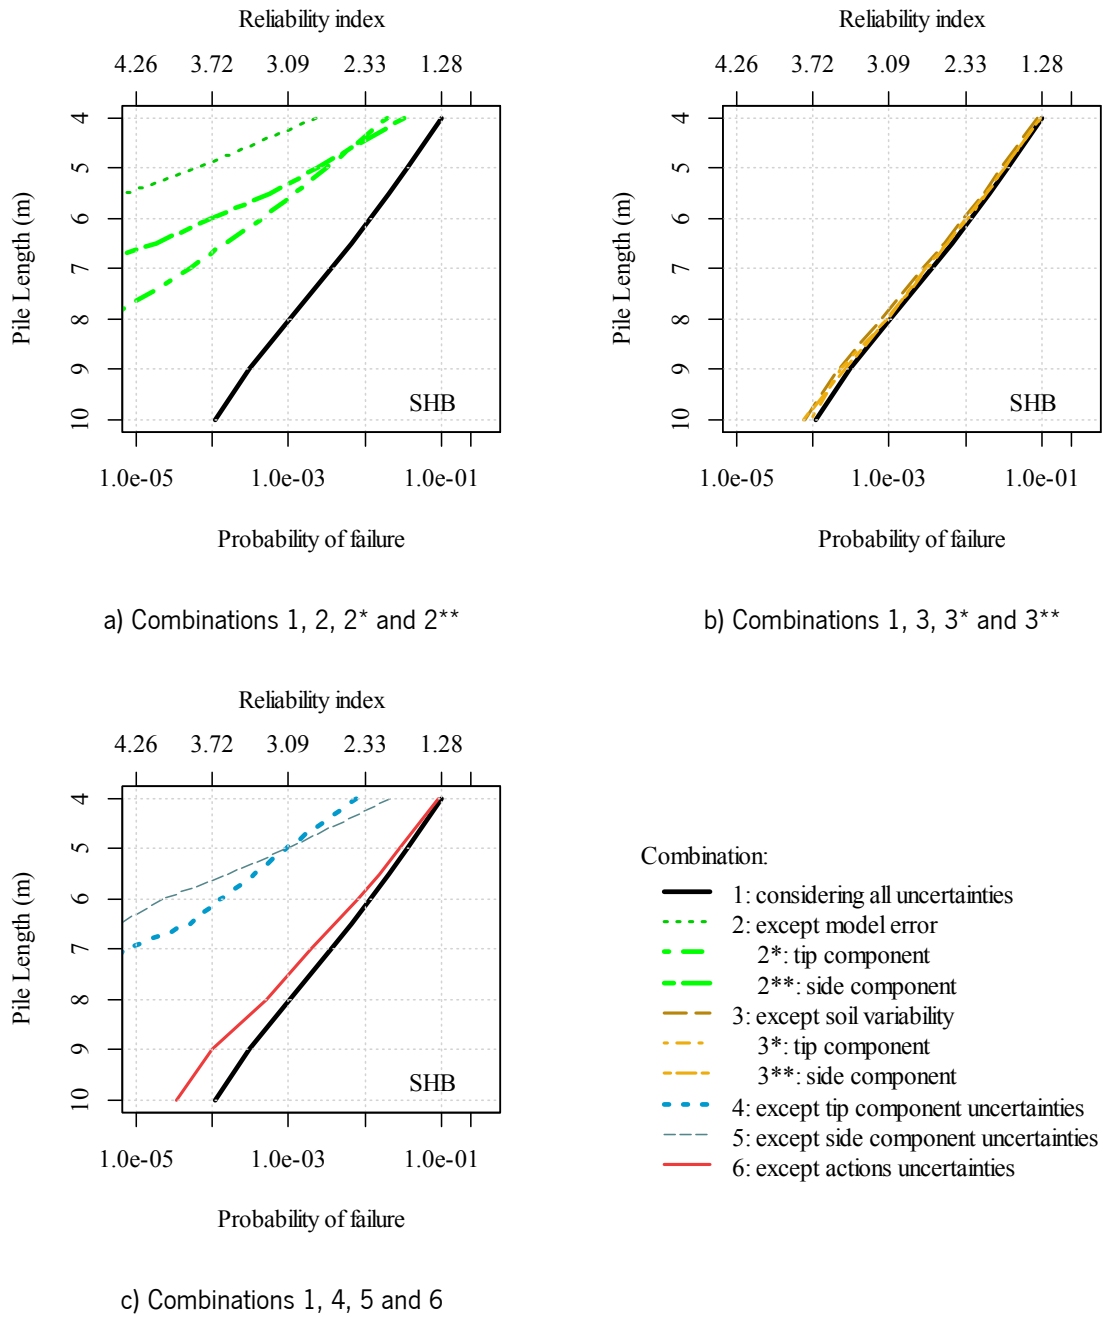 Reliability index
4.26 3.72 3.09 2.33 1.28
Pile Length (m)
4
5
6
7
8
9
10
SHB
1.0e-05 1.0e-03 1.0e-01
Probability of failure
a) Combinations 1, 2, 2* and 2**
Reliability index
4.26 3.72 3.09 2.33 1.28
Pile Length (m)
4
5
6
7
8
9
10
SHB
1.0e-05 1.0e-03 1.0e-01
Probability of failure
b) Combinations 1, 3, 3* and 3**
Reliability index
4.26 3.72 3.09 2.33 1.28
Pile Length (m)
4
5
6
7
8
9
10
SHB
1.0e-05 1.0e-03 1.0e-01
Probability of failure
c) Combinations 1, 4, 5 and 6
Combination:
1: considering all uncertainties
2: except model error
2*: tip component
2**: side component
3: except soil variability
3*: tip component
3**: side component
4: except tip component uncertainties
5: except side component uncertainties
6: except actions uncertainties